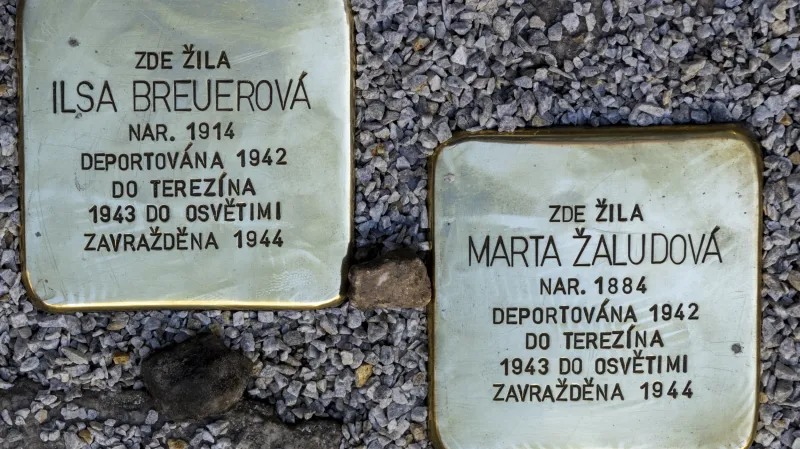 ZDE ŽILA
ILSA BREUEROVÁ
NAR. 1914
DEPORTOVÁNA 1942
DO TEREZÍNA
1943 DO OSVĚTIMI
ZAVRAŽDĚNA 1944
ZDE ŽILA
MARTA ŽALUDOVÁ
NAR. 1884
DEPORTOVÁNA 1942
DO TEREZÍNA
1943 DO OSVĚTIMI
ZAVRAŽDĚNA 1944